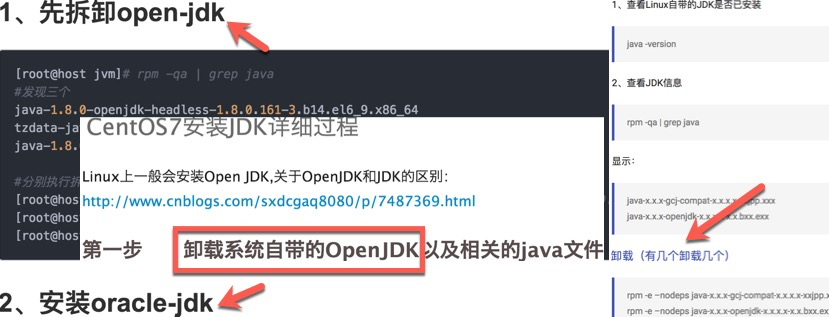 1、先拆卸open-jdk
[root@host jvm]# rpm -qa | grep java
#发现三个
java-1.8.0-openjdk-headless-1.8.0.161-3.b14.el6_9.x86_64
tzdata-ja
java-1.8.
#分别执行拆
[root@hos
[root@hos
[root@hos
CentOS7安装JDK详细过程
Linux上一般会安装Open JDK,关于OpenJDK和JDK的区别：
http://www.cnblogs.com/sxdcgaq8080/p/7487369.html
第一步 卸载系统自带的OpenJDK以及相关的java文件
2、安装oracle-jdk
1、查看Linux自带的JDK是否已安装
java -version
2、查看JDK信息
rpm -qa | grep java
显示：
java-x.x.x-gcj-compat-x.x.x.x
java-x.x.x-openjdk-x.x
卸载（有几个卸载几个）
rpm -e --nodeps java-x.x.x-gcj-compat-x.x.x.x-xxjpp.x
rpm -e --nodeps java-x.x.x-openjdk-x.x.x.x-x.x.bxx.ex